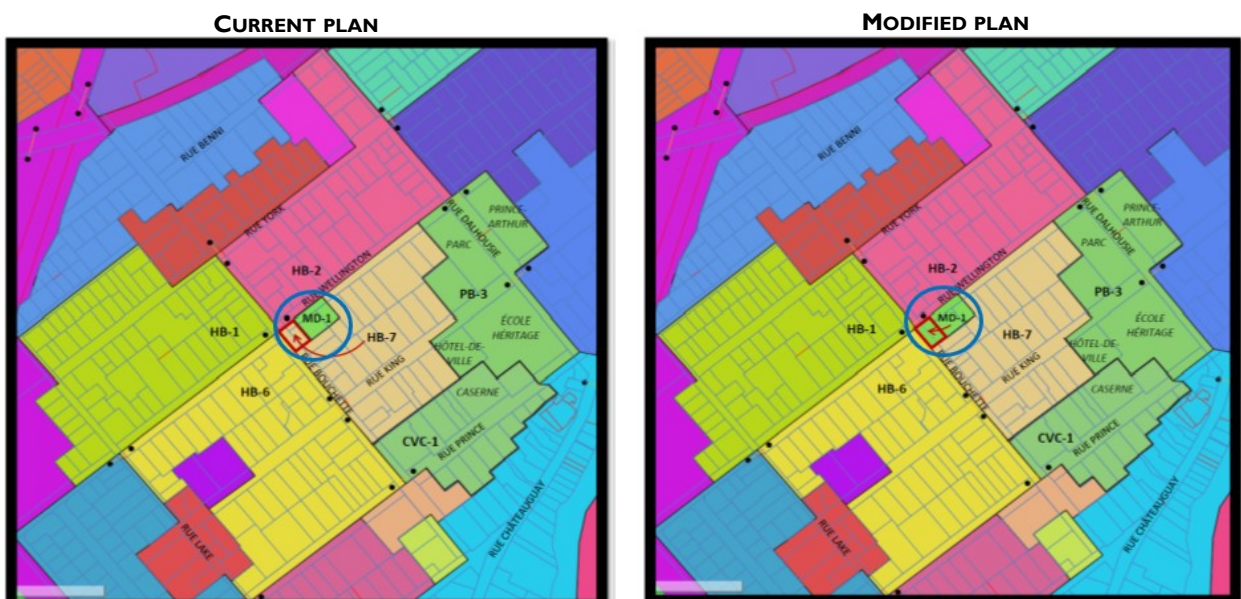 CURRENT PLAN
RUE BENNI
RUE YORK
RUE DALHOUSIE
PRINCE-
ARTHUR
PARC
HB-2
RUE WELLINGTON
PB-3
MD-1
HB-1
HB-7
ÉCOLE
HÉRITAGE
HÔTEL-DE-
VILLE
RUE BOUCHETTE
RUE KING
HB-6
CASERNE
CVC-1
RUE PRINCE
RUE LAKE
RUE CHÂTEAUGUAY
MODIFIED PLAN
RUE BENNI
RUE YORK
RUE DALHOUSIE
PRINCE-
ARTHUR
PARC
HB-2
RUE WELLINGTON
PB-3
MD-1
HB-1
HB-7
ÉCOLE
HÉRITAGE
HÔTEL-DE-
VILLE
RUE BOUCHETTE
RUE KING
HB-6
CASERNE
CVC-1
RUE PRINCE
RUE LAKE
RUE CHÂTEAUGUAY